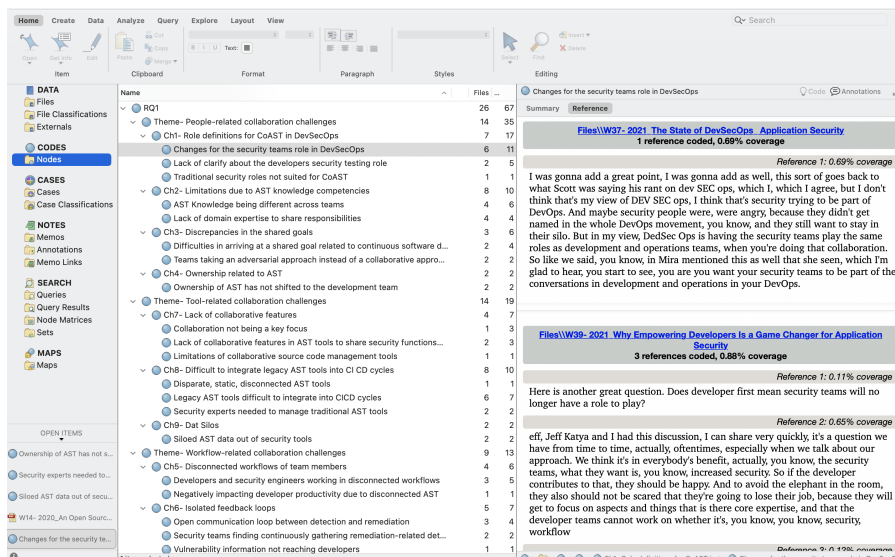 Home Create Data Analyze Query Explore Layout View
Search
Open Get Info Edit
Paste
Cut
Copy
Merge
B I U Text:
Select Find
Insert
Delete
Item Clipboard Format Paragraph Styles Editing
DATA
Files
File Classifications
Externals
CODES
Nodes
CASES
Cases
Case Classifications
NOTES
Memos
Annotations
Memo Links
SEARCH
Queries
Query Results
Node Matrices
Sets
MAPS
Maps
OPEN ITEMS
Ownership of AST has not s...
Security experts needed to...
Siloed AST data out of secu...
W14- 2020_An Open Sourc...
Changes for the security te...
Name Files ...
RQ1 26 67
Theme- People-related collaboration challenges 14 35
Ch1- Role definitions for CoAST in DevSecOps 7 17
Changes for the security teams role in DevSecOps 6 11
Lack of clarify about the developers security testing role 2 5
Traditional security roles not suited for CoAST 1 1
Ch2- Limitations due to AST knowledge competencies 8 10
AST Knowledge being different across teams 4 6
Lack of domain expertise to share responsibilities 4 4
Ch3- Discrepancies in the shared goals 3 6
Difficulties in arriving at a shared goal related to continuous software d... 2 4
Teams taking an adversarial approach instead of a collaborative appro... 2 2
Ch4- Ownership related to AST 2 2
Ownership of AST has not shifted to the development team 2 2
Theme- Tool-related collaboration challenges 14 19
Ch7- Lack of collaborative features 4 7
Collaboration not being a key focus 1 3
Lack of collaborative features in AST tools to share security functions... 2 3
Limitations of collaborative source code management tools 1 1
Ch8- Difficult to integrate legacy AST tools into CI CD cycles 8 10
Disparate, static, disconnected AST tools 1 1
Legacy AST tools difficult to integrate into CICD cycles 6 7
Security experts needed to manage traditional AST tools 2 2
Ch9- Dat Silos 2 2
Siloed AST data out of security tools 2 2
Theme- Workflow-related collaboration challenges 9 13
Ch5- Disconnected workflows of team members 4 6
Developers and security engineers working in disconnected workflows 3 5
Negatively impacting developer productivity due to disconnected AST 1 1
Ch6- Isolated feedback loops 5 7
Open communication loop between detection and remediation 3 4
Security teams finding continuously gathering remediation-related det... 2 2
Vulnerability information not reaching developers 1 1
Changes for the security teams role in DevSecOps Code Annotations
Summary Reference
Files\\W37- 2021 The State of DevSecOps Application Security
1 reference coded, 0.69% coverage
Reference 1: 0.69% coverage
I was gonna add a great point, I was gonna add as well, this sort of goes back to
what Scott was saying his rant on dev SEC ops, which I, which I agree, but I don't
think that's my view of DEV SEC ops, I think that's security trying to be part of
DevOps. And maybe security people were, were angry, because they didn't get
named in the whole DevOps movement, you know, and they still want to stay in
their silo. But in my view, DedSec Ops is having the security teams play the same
roles as development and operations teams, when you're doing that collaboration.
So like we said, you know, in Mira mentioned this as well that she seen, which I'm
glad to hear, you start to see, you are you want your security teams to be part of the
conversations in development and operations in your DevOps.
Files\\W39- 2021 Why Empowering Developers Is a Game Changer for Application
Security
3 references coded, 0.88% coverage
Reference 1: 0.11% coverage
Here is another great question. Does developer first mean security teams will no
longer have a role to play?
Reference 2: 0.65% coverage
eff, Jeff Katya and I had this discussion, I can share very quickly, it's a question we
have from time to time, actually, oftentimes, especially when we talk about our
approach. We think it's in everybody's benefit, actually, you know, the security
teams, what they want is, you know, increased security. So if the developer
contributes to that, they should be happy. And to avoid the elephant in the room,
they also should not be scared that they're going to lose their job, because they will
get to focus on aspects and things that is there core expertise, and that the
developer teams cannot work on whether it's, you know, you know, security,
workflow
Reference 3: 0.12% coverage